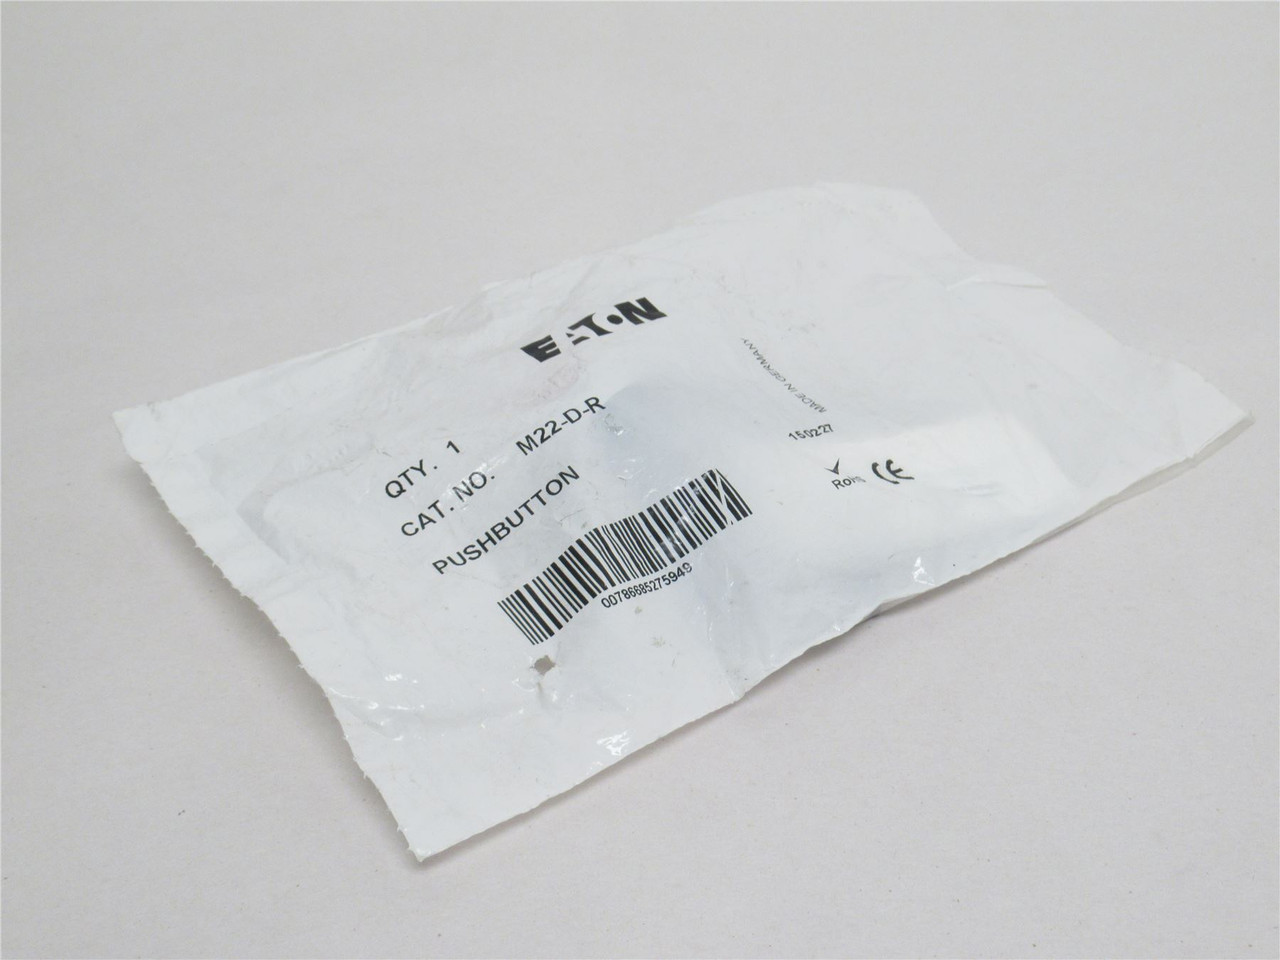 EATON
QTY. 1
CAT. NO. M22-D-R
PUSHBUTTON
00786685275949
MADE IN GERMANY
150227
RoHS
CE